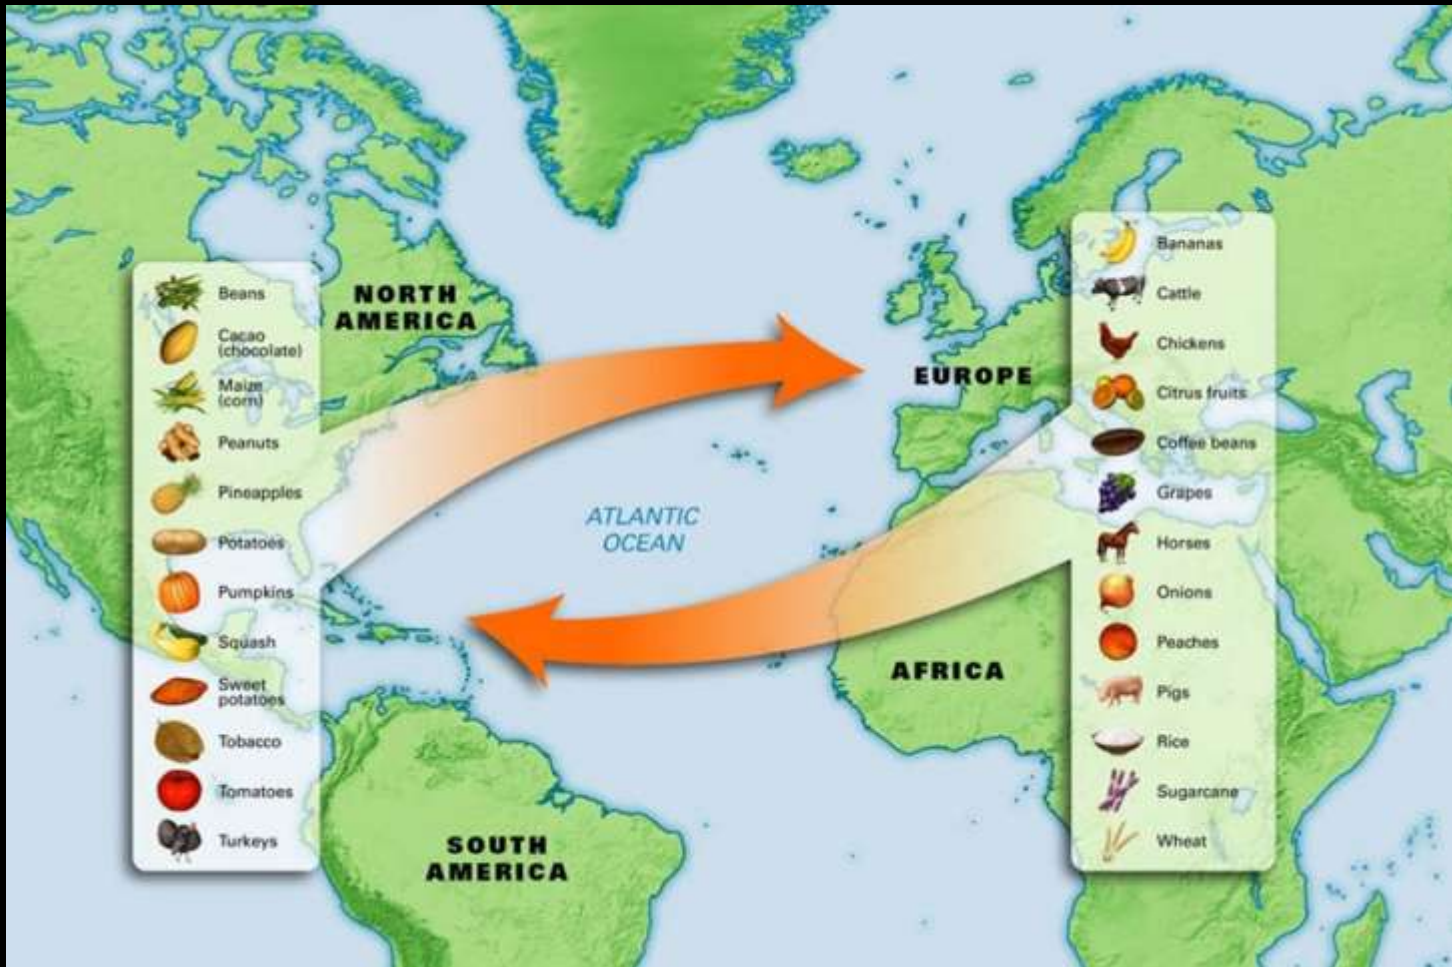 Beans
Cacao
(chocolate)
Maize
(corn)
Peanuts
Pineapples
Potatoes
Pumpkins
Squash
Sweet
potatoes
Tobacco
Tomatoes
Turkeys
NORTH
AMERICA
ATLANTIC
OCEAN
SOUTH
AMERICA
EUROPE
AFRICA
Bananas
Cattle
Chickens
Citrus fruits
Coffee beans
Grapes
Horses
Onions
Peaches
Pigs
Rice
Sugarcane
Wheat